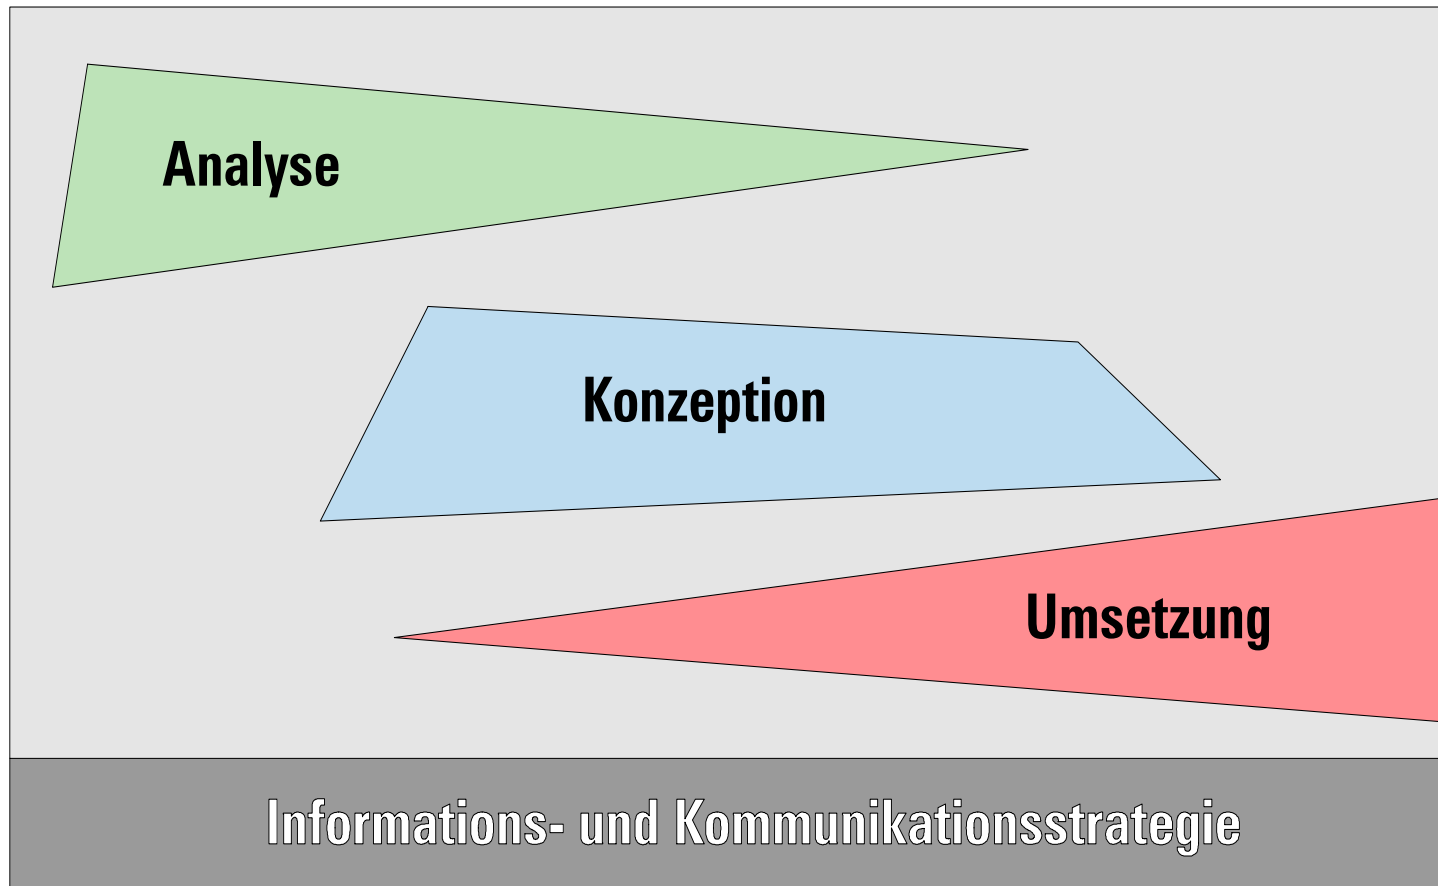 Analyse
Konzeption
Umsetzung
Informations- und Kommunikationsstrategie